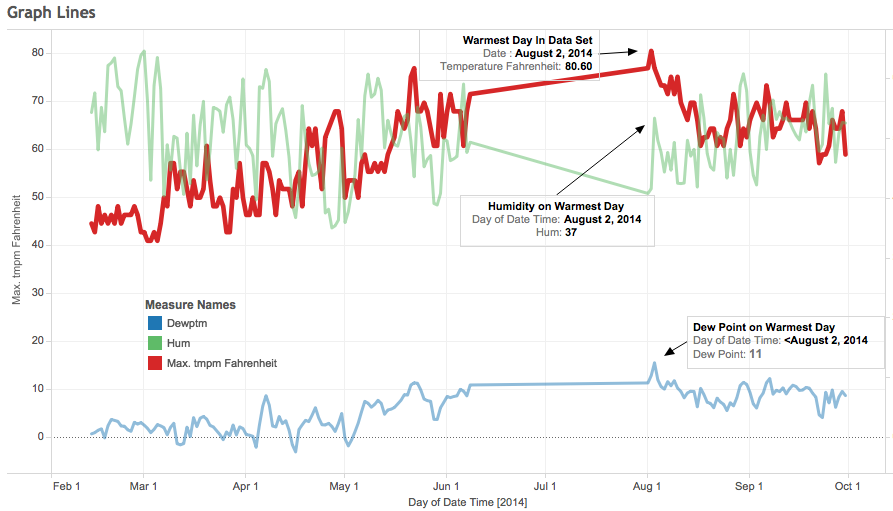 Graph Lines
Warmest Day In Data Set
Date : August 2, 2014
Temperature Fahrenheit: 80.60
80
70
60
50
40
30
20
10
0
Max. tmpm Fahrenheit
Humidity on Warmest Day
Day of Date Time: August 2, 2014
Hum: 37
Measure Names
Dewptm
Hum
Max. tmpm Fahrenheit
Dew Point on Warmest Day
Day of Date Time: <August 2, 2014
Dew Point: 11
Feb 1 Mar 1 Apr 1 May 1 Jun 1 Jul 1 Aug 1 Sep 1 Oct 1
Day of Date Time [2014]